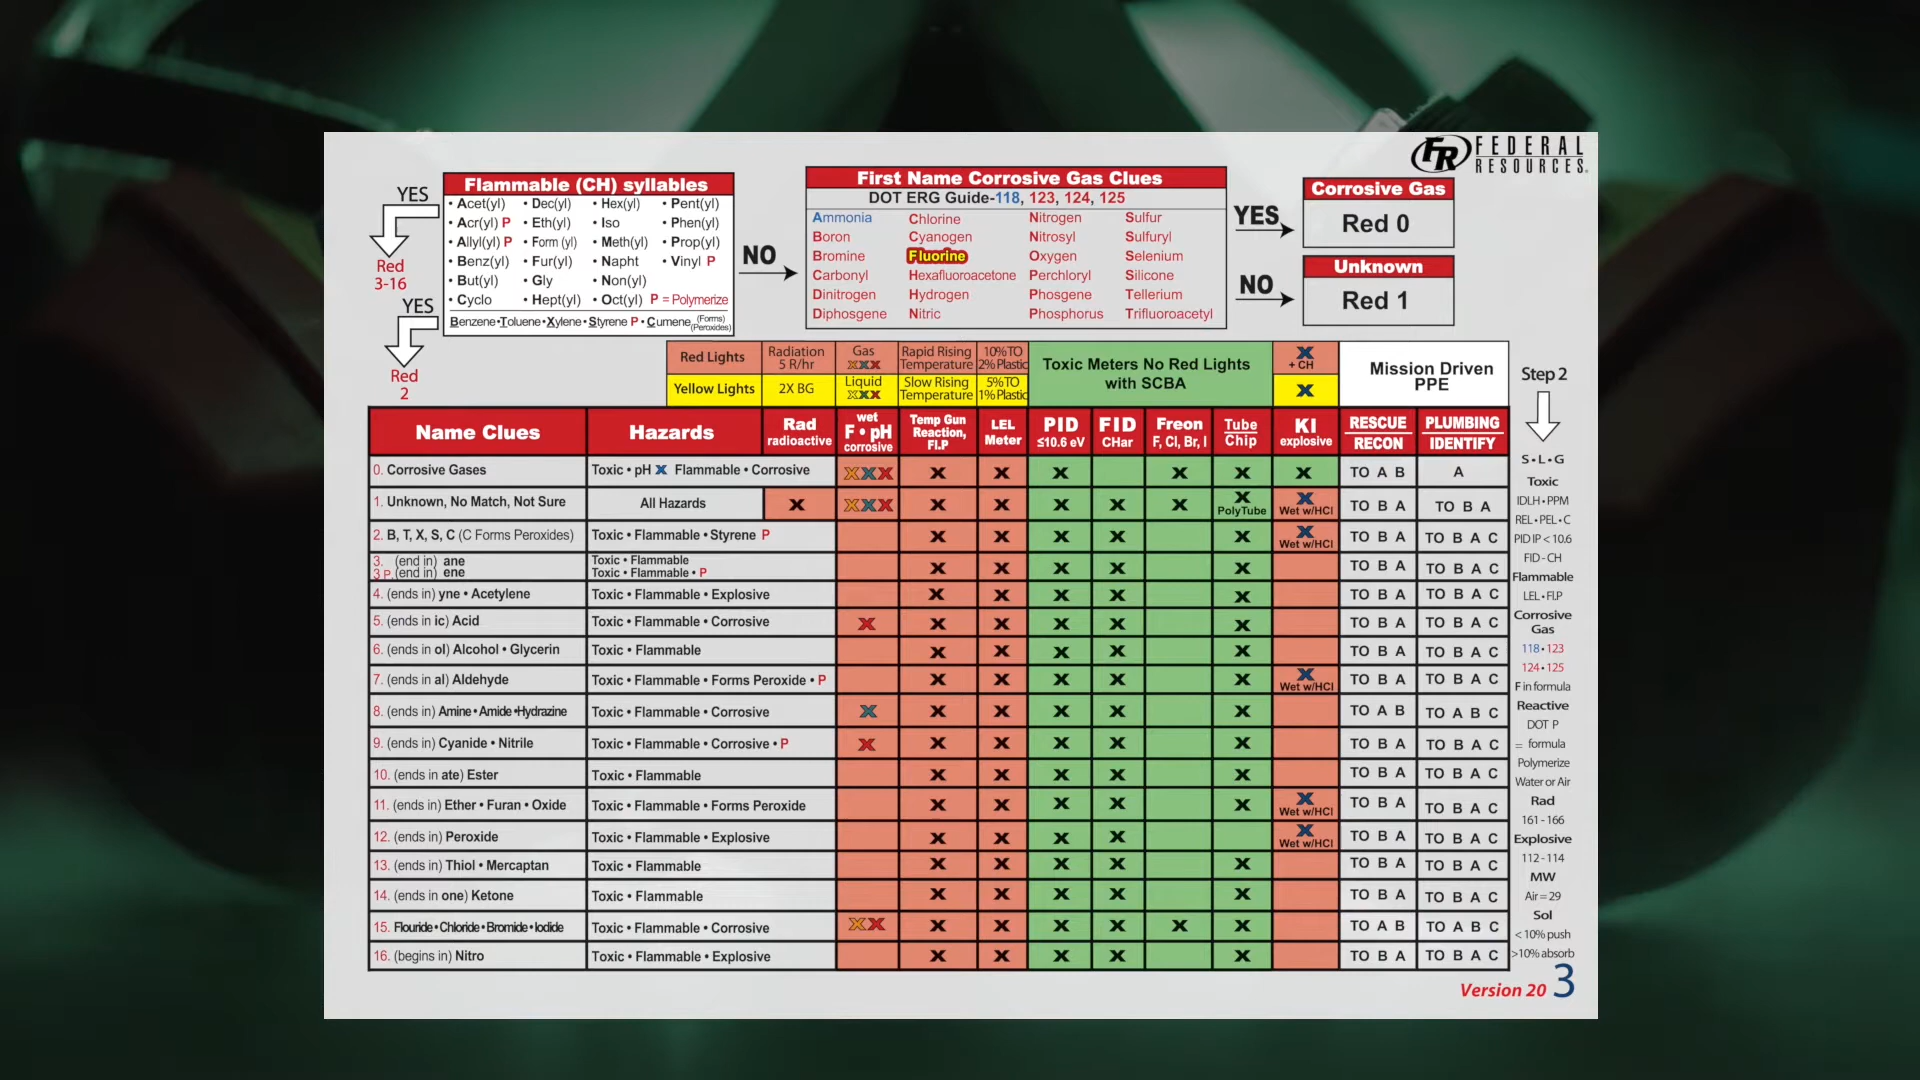 FR FEDERAL
RESOURCES
YES
Red
3-16
YES
Red
2
Flammable (CH) syllables
• Acet(yl) • Dec(yl) • Hex(yl) • Pent(yl)
• Acr(yl) P • Eth(yl) • Iso • Phen(yl)
• Allyl(yl) P • Form (yl) • Meth(yl) • Prop(yl)
• Benz(yl) • Fur(yl) • Napht • Vinyl P
• But(yl) • Gly • Non(yl)
• Cyclo • Hept(yl) • Oct(yl) P = Polymerize
Benzene•Toluene•Xylene•Styrene P • Cumene (Forms) (Peroxides)
NO
First Name Corrosive Gas Clues
DOT ERG Guide-118, 123, 124, 125
Ammonia Chlorine Nitrogen Sulfur
Boron Cyanogen Nitrosyl Sulfuryl
Bromine Fluorine Oxygen Selenium
Carbonyl Hexafluoroacetone Perchloryl Silicone
Dinitrogen Hydrogen Phosgene Tellerium
Diphosgene Nitric Phosphorus Trifluoroacetyl
YES
Corrosive Gas
Red 0
NO
Unknown
Red 1
Red Lights Radiation 5 R/hr Gas XXX Rapid Rising Temperature 10%TO 2% Plastic Toxic Meters No Red Lights with SCBA X + CH Mission Driven PPE
Yellow Lights 2X BG Liquid XXX Slow Rising Temperature 5%TO 1% Plastic X
Name Clues Hazards Rad radioactive wet F • pH corrosive Temp Gun Reaction, Fl.P LEL Meter PID ≤10.6 eV FID CHar Freon F, Cl, Br, I Tube Chip KI explosive RESCUE RECON PLUMBING IDENTIFY
0. Corrosive Gases Toxic • pH X Flammable • Corrosive XXX X X X X X X TO A B A
1. Unknown, No Match, Not Sure All Hazards X XXX X X X X X X PolyTube X Wet w/HCl TO B A TO B A
2. B, T, X, S, C (C Forms Peroxides) Toxic • Flammable • Styrene P X X X X X X Wet w/HCl TO B A TO B A C
3. (end in) ane Toxic • Flammable
3 P. (end in) ene Toxic • Flammable • P X X X X X TO B A TO B A C
4. (ends in) yne • Acetylene Toxic • Flammable • Explosive X X X X X TO B A TO B A C
5. (ends in ic) Acid Toxic • Flammable • Corrosive X X X X X X TO B A TO B A C
6. (ends in ol) Alcohol • Glycerin Toxic • Flammable X X X X X TO B A TO B A C
7. (ends in al) Aldehyde Toxic • Flammable • Forms Peroxide • P X X X X X X Wet w/HCl TO B A TO B A C
8. (ends in) Amine • Amide •Hydrazine Toxic • Flammable • Corrosive X X X X X X TO A B TO A B C
9. (ends in) Cyanide • Nitrile Toxic • Flammable • Corrosive • P X X X X X X TO B A TO B A C
10. (ends in ate) Ester Toxic • Flammable X X X X X TO B A TO B A C
11. (ends in) Ether • Furan • Oxide Toxic • Flammable • Forms Peroxide X X X X X X Wet w/HCl TO B A TO B A C
12. (ends in) Peroxide Toxic • Flammable • Explosive X X X X X Wet w/HCl TO B A TO B A C
13. (ends in) Thiol • Mercaptan Toxic • Flammable X X X X X TO B A TO B A C
14. (ends in one) Ketone Toxic • Flammable X X X X X TO B A TO B A C
15. Flouride • Chloride • Bromide • Iodide Toxic • Flammable • Corrosive XX X X X X X X TO A B TO A B C
16. (begins in) Nitro Toxic • Flammable • Explosive X X X X X TO B A TO B A C
Step 2
S • L • G
Toxic
IDLH • PPM
REL • PEL • C
PID IP < 10.6
FID - CH
Flammable
LEL - Fl.P
Corrosive
Gas
118 • 123
124 • 125
F in formula
Reactive
DOT P
= formula
Polymerize
Water or Air
Rad
161 - 166
Explosive
112 - 114
MW
Air = 29
Sol
< 10% push
>10% absorb
Version 20 3